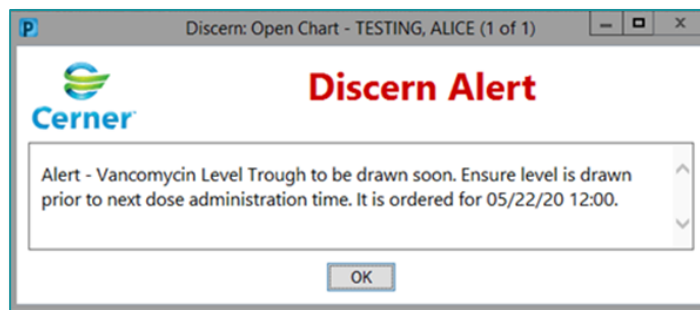 P Discern: Open Chart - TESTING, ALICE (1 of 1)
Cerner
Discern Alert
Alert - Vancomycin Level Trough to be drawn soon. Ensure level is drawn
prior to next dose administration time. It is ordered for 05/22/20 12:00.
OK